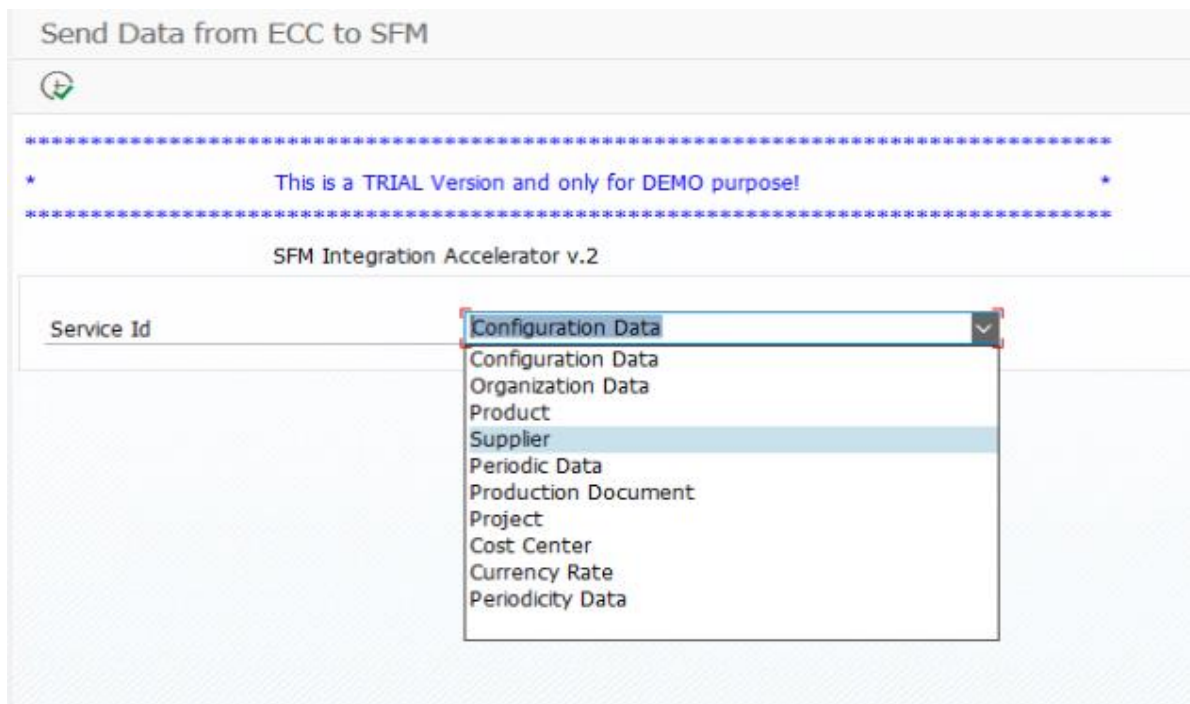 Send Data from ECC to SFM
***********************************************************************************
* This is a TRIAL Version and only for DEMO purpose! *
***********************************************************************************
SFM Integration Accelerator v.2
Service Id
Configuration Data
Configuration Data
Organization Data
Product
Supplier
Periodic Data
Production Document
Project
Cost Center
Currency Rate
Periodicity Data